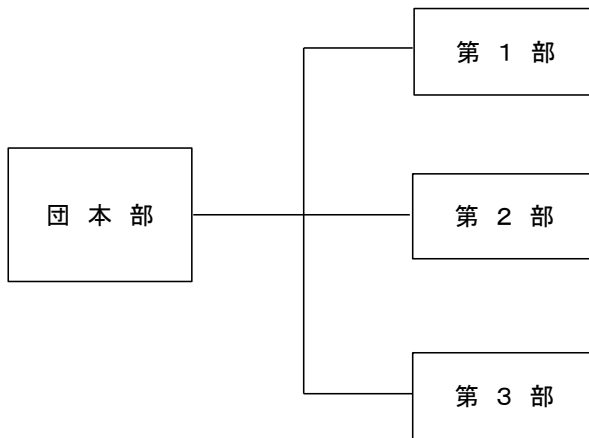 第 １ 部
団 本 部
第 ２ 部
第 ３ 部